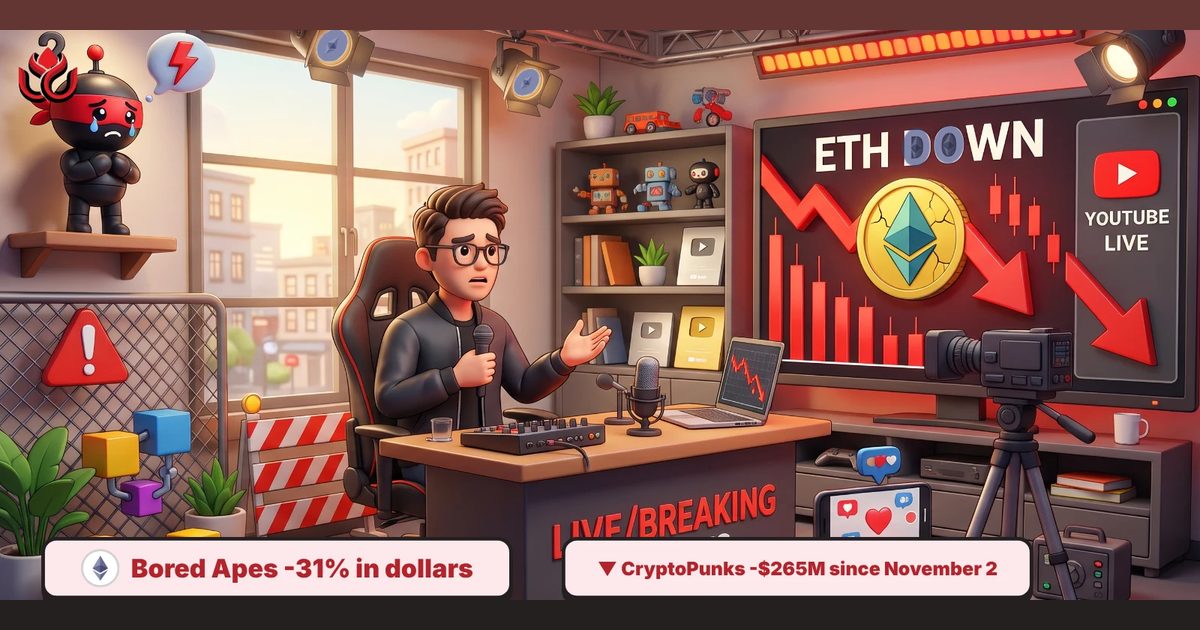 ETH DOWN
YOUTUBE
LIVE
LIVE/BREAKING
Bored Apes -31% in dollars
▼ CryptoPunks -$265M since November 2